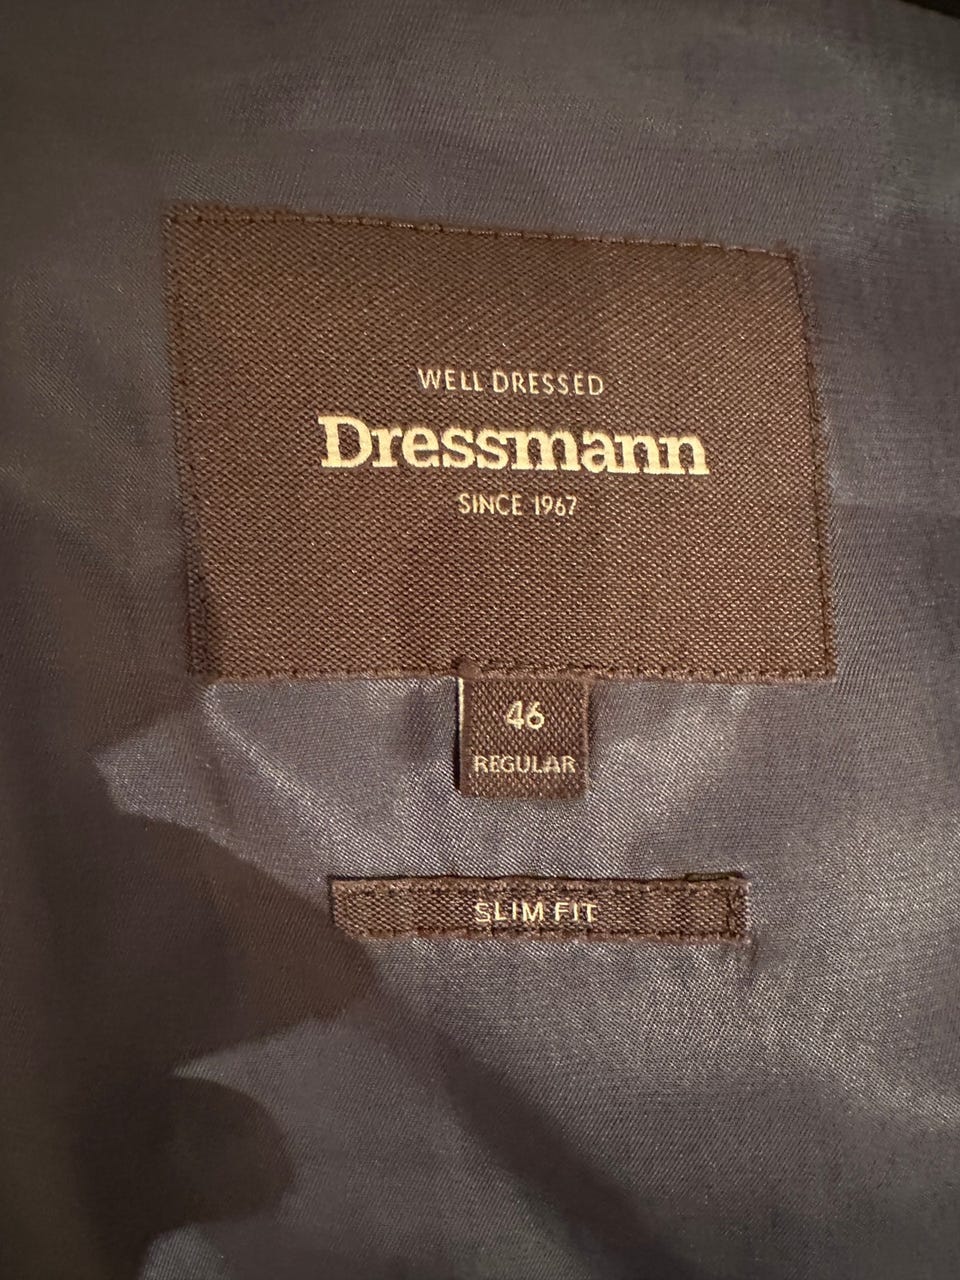 WELL DRESSED
Dressmann
SINCE 1967
46
REGULAR
SLIM FIT